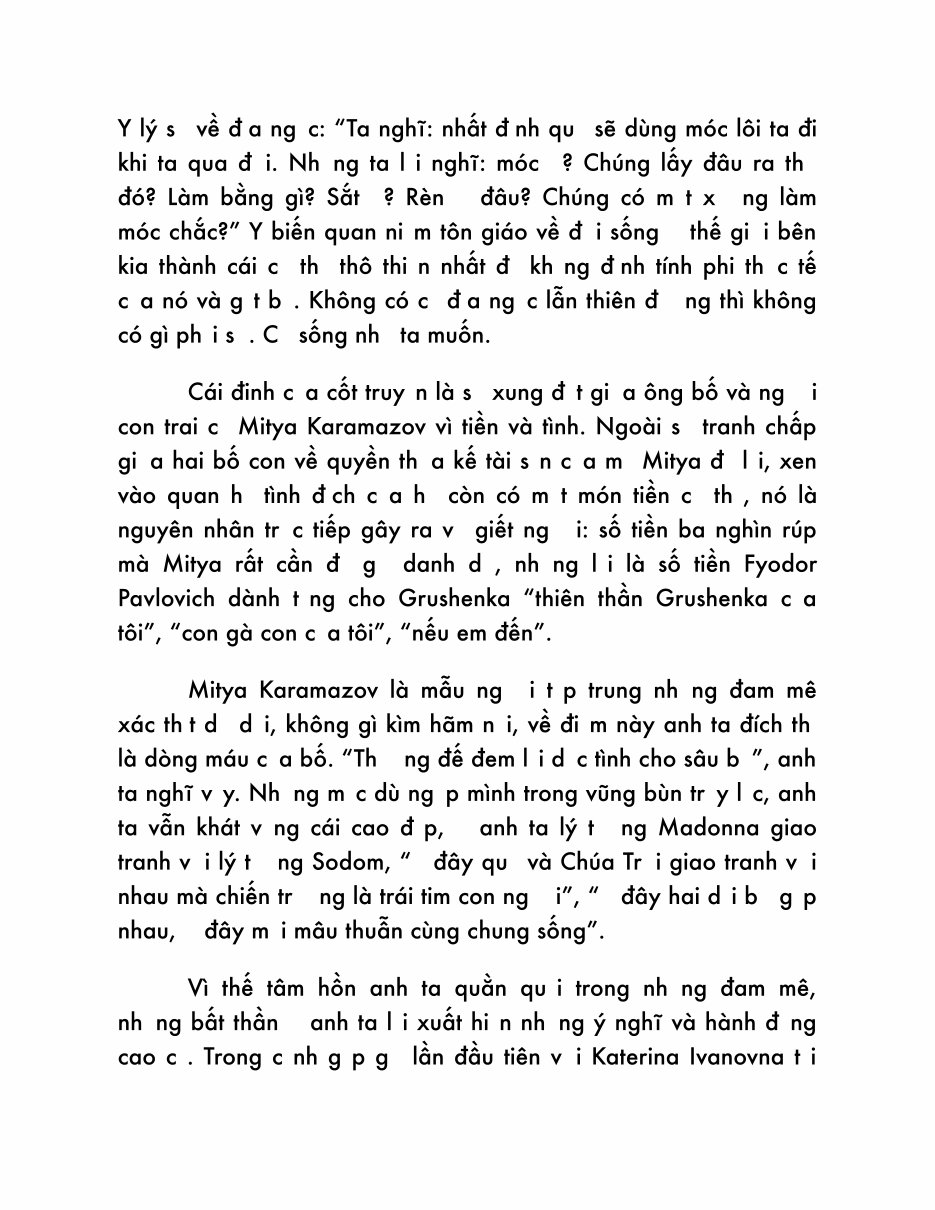 Y lý s  về đ a ng c: “Ta nghĩ: nhất đ nh qu  sẽ dùng móc lôi ta đi
khi ta qua đ i. Nh ng ta l i nghĩ: móc  ? Chúng lấy đâu ra th
đó? Làm bằng gì? Sắt  ? Rèn   đâu? Chúng có m t x  ng làm
móc chắc?” Y biến quan ni m tôn giáo về đ i sống   thế gi i bên
kia thành cái c  th  thô thi n nhất đ  kh ng đ nh tính phi th c tế
c a nó và g t b . Không có c  đ a ng c lẫn thiên đ  ng thì không
có gì ph i s . C  sống nh  ta muốn.
Cái đinh c a cốt truy n là s  xung đ t gi a ông bố và ng  i
con trai c  Mitya Karamazov vì tiền và tình. Ngoài s  tranh chấp
gi a hai bố con về quyền th a kế tài s n c a m  Mitya đ  l i, xen
vào quan h  tình đ ch c a h  còn có m t món tiền c  th , nó là
nguyên nhân tr c tiếp gây ra v  giết ng  i: số tiền ba nghìn rúp
mà Mitya rất cần đ  g  danh d , nh ng l i là số tiền Fyodor
Pavlovich dành t ng cho Grushenka “thiên thần Grushenka c a
tôi”, “con gà con c a tôi”, “nếu em đến”.
Mitya Karamazov là mẫu ng  i t p trung nh ng đam mê
xác th t d  d i, không gì kìm hãm n i, về đi m này anh ta đích th
là dòng máu c a bố. “Th  ng đế đem l i d c tình cho sâu b ”, anh
ta nghĩ v y. Nh ng m c dù ng p mình trong vũng bùn tr y l c, anh
ta vẫn khát v ng cái cao đ p,   anh ta lý t  ng Madonna giao
tranh v i lý t  ng Sodom, “  đây qu  và Chúa Tr i giao tranh v i
nhau mà chiến tr  ng là trái tim con ng  i”, “  đây hai d i b  g p
nhau,   đây m i mâu thuẫn cùng chung sống”.
Vì thế tâm hồn anh ta quằn qu i trong nh ng đam mê,
nh ng bất thần   anh ta l i xuất hi n nh ng ý nghĩ và hành đ ng
cao c . Trong c nh g p g  lần đầu tiên v i Katerina Ivanovna t i